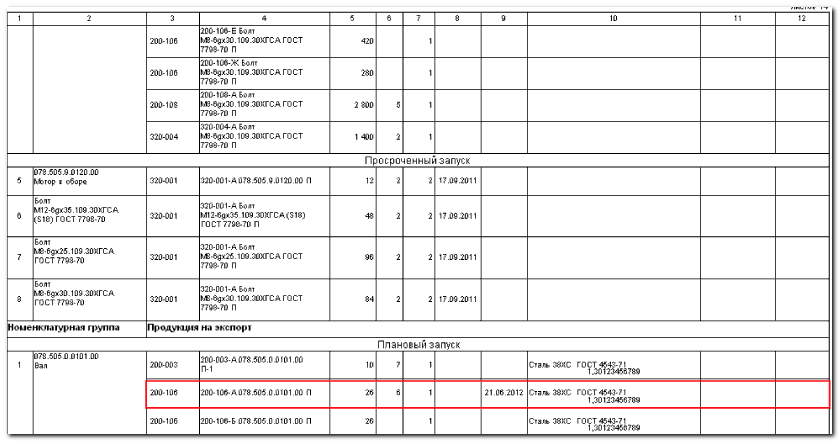 1 2 3 4 5 6 7 8 9 10 11 12
200-106-Е Болт
200-106 М8-6gх30.109.30ХГСА ГОСТ 420 1
7798-70 П
200-106-Ж Болт
200-106 М8-6gх30.109.30ХГСА ГОСТ 280 1
7798-70 П
200-108-А Болт
200-108 М8-6gх30.109.30ХГСА ГОСТ 2 800 5 1
7798-70 П
320-004-А Болт
320-004 М8-6gх30.109.30ХГСА ГОСТ 1 400 2 1
7798-70 П
Просроченный запуск
078.505.9.0120.00
5 Мотор в сборе 320-001 320-001-А 078.505.9.0120.00 П 12 2 2 17.09.2011
Болт 320-001-А Болт
6 М12-6gх35.109.30ХГСА 320-001 М12-6gх35.109.30ХГСА (S18) 48 2 2 17.09.2011
(S18) ГОСТ 7798-70 ГОСТ 7798-70 П
Болт 320-001-А Болт
7 М8-6gх25.109.30ХГСА 320-001 М8-6gх25.109.30ХГСА ГОСТ 96 2 2 17.09.2011
ГОСТ 7798-70 7798-70 П
Болт 320-001-А Болт
8 М8-6gх30.109.30ХГСА 320-001 М8-6gх30.109.30ХГСА ГОСТ 84 2 2 17.09.2011
ГОСТ 7798-70 7798-70 П
Номенклатурная группа Продукция на экспорт
Плановый запуск
078.505.0.0101.00
1 Вал 200-003 200-003-А 078.505.0.0101.00 10 7 1 Сталь 38ХС ГОСТ 4543-71
П-1 1,30123456789
200-106 200-106-А 078.505.0.0101.00 П 26 6 1 21.06.2012 Сталь 38ХС ГОСТ 4543-71
1,30123456789
200-106 200-106-Б 078.505.0.0101.00 П 26 1 Сталь 38ХС ГОСТ 4543-71
1,30123456789